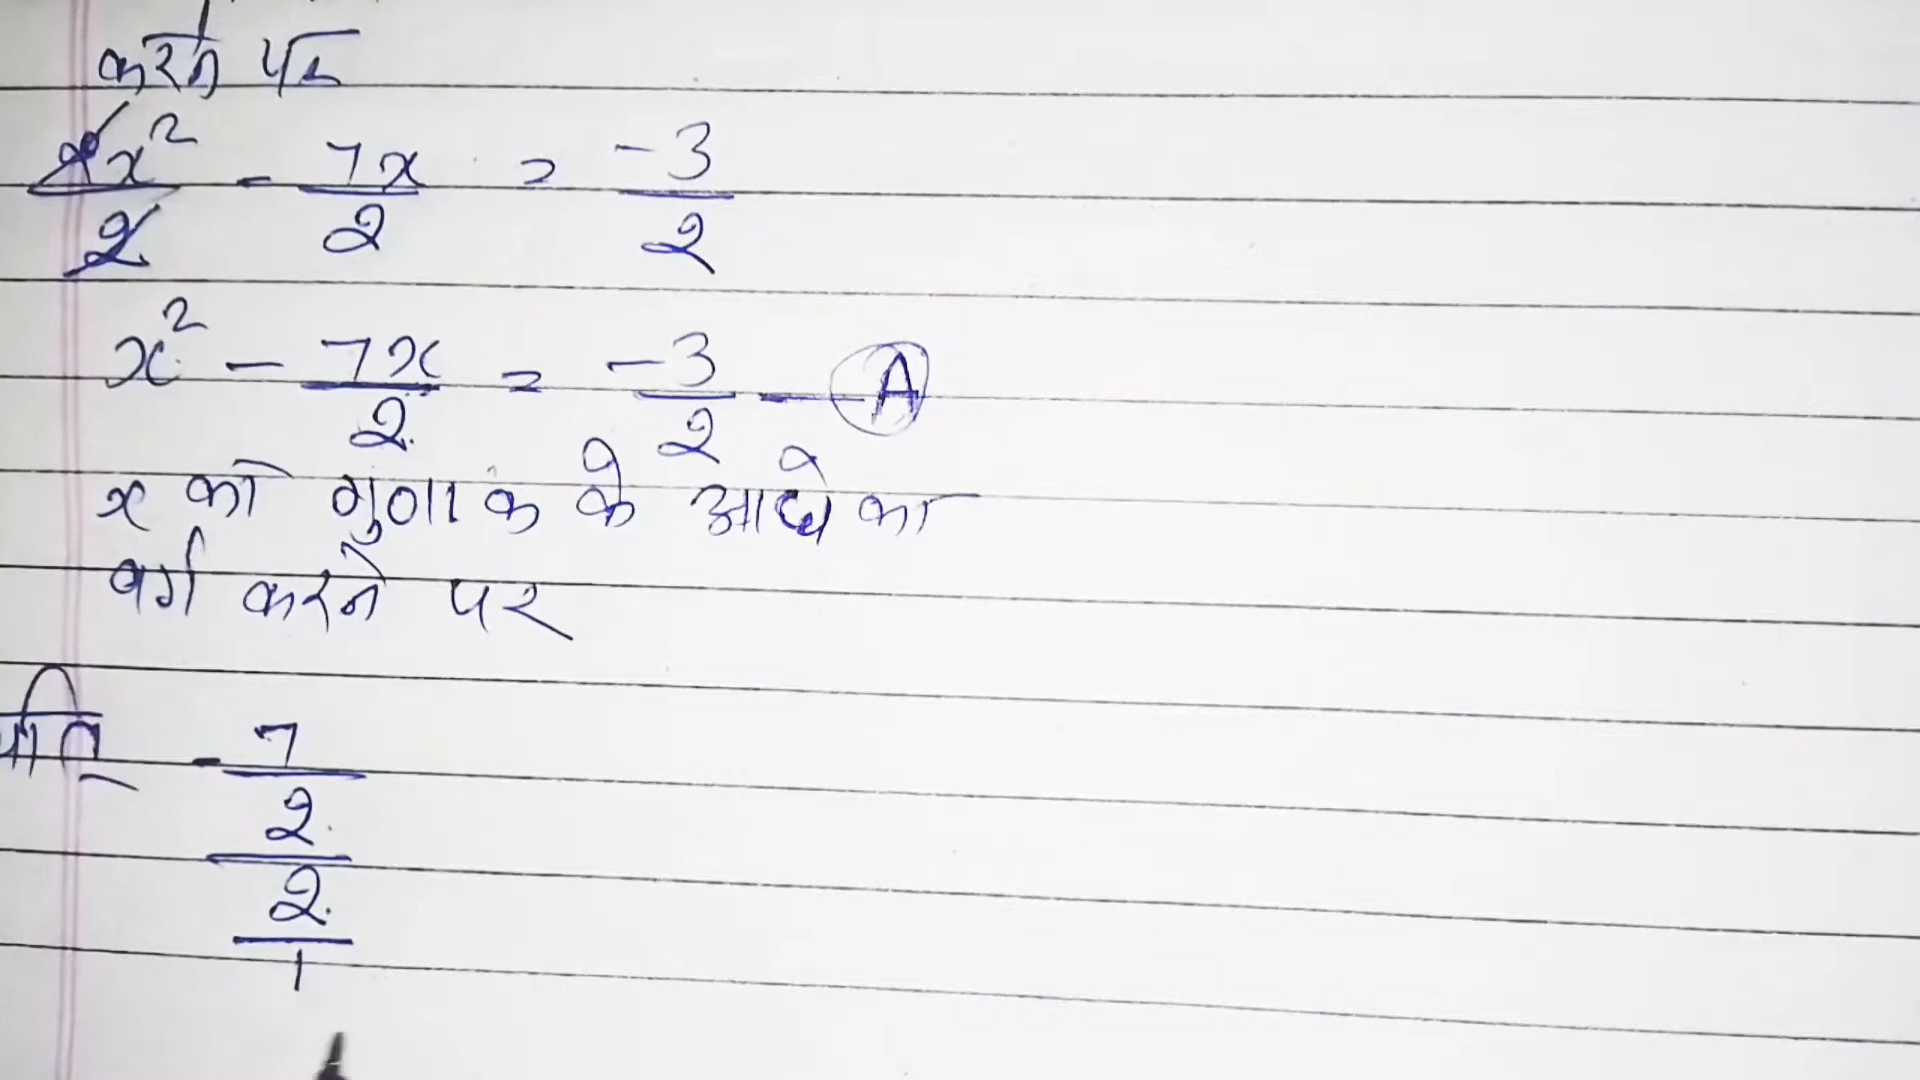 करने पर
2x²/2 - 7x/2 = -3/2
x² - 7x/2 = -3/2 — A
x को गुणाक के आधे का
वर्ग करने पर
-7/2
2/1